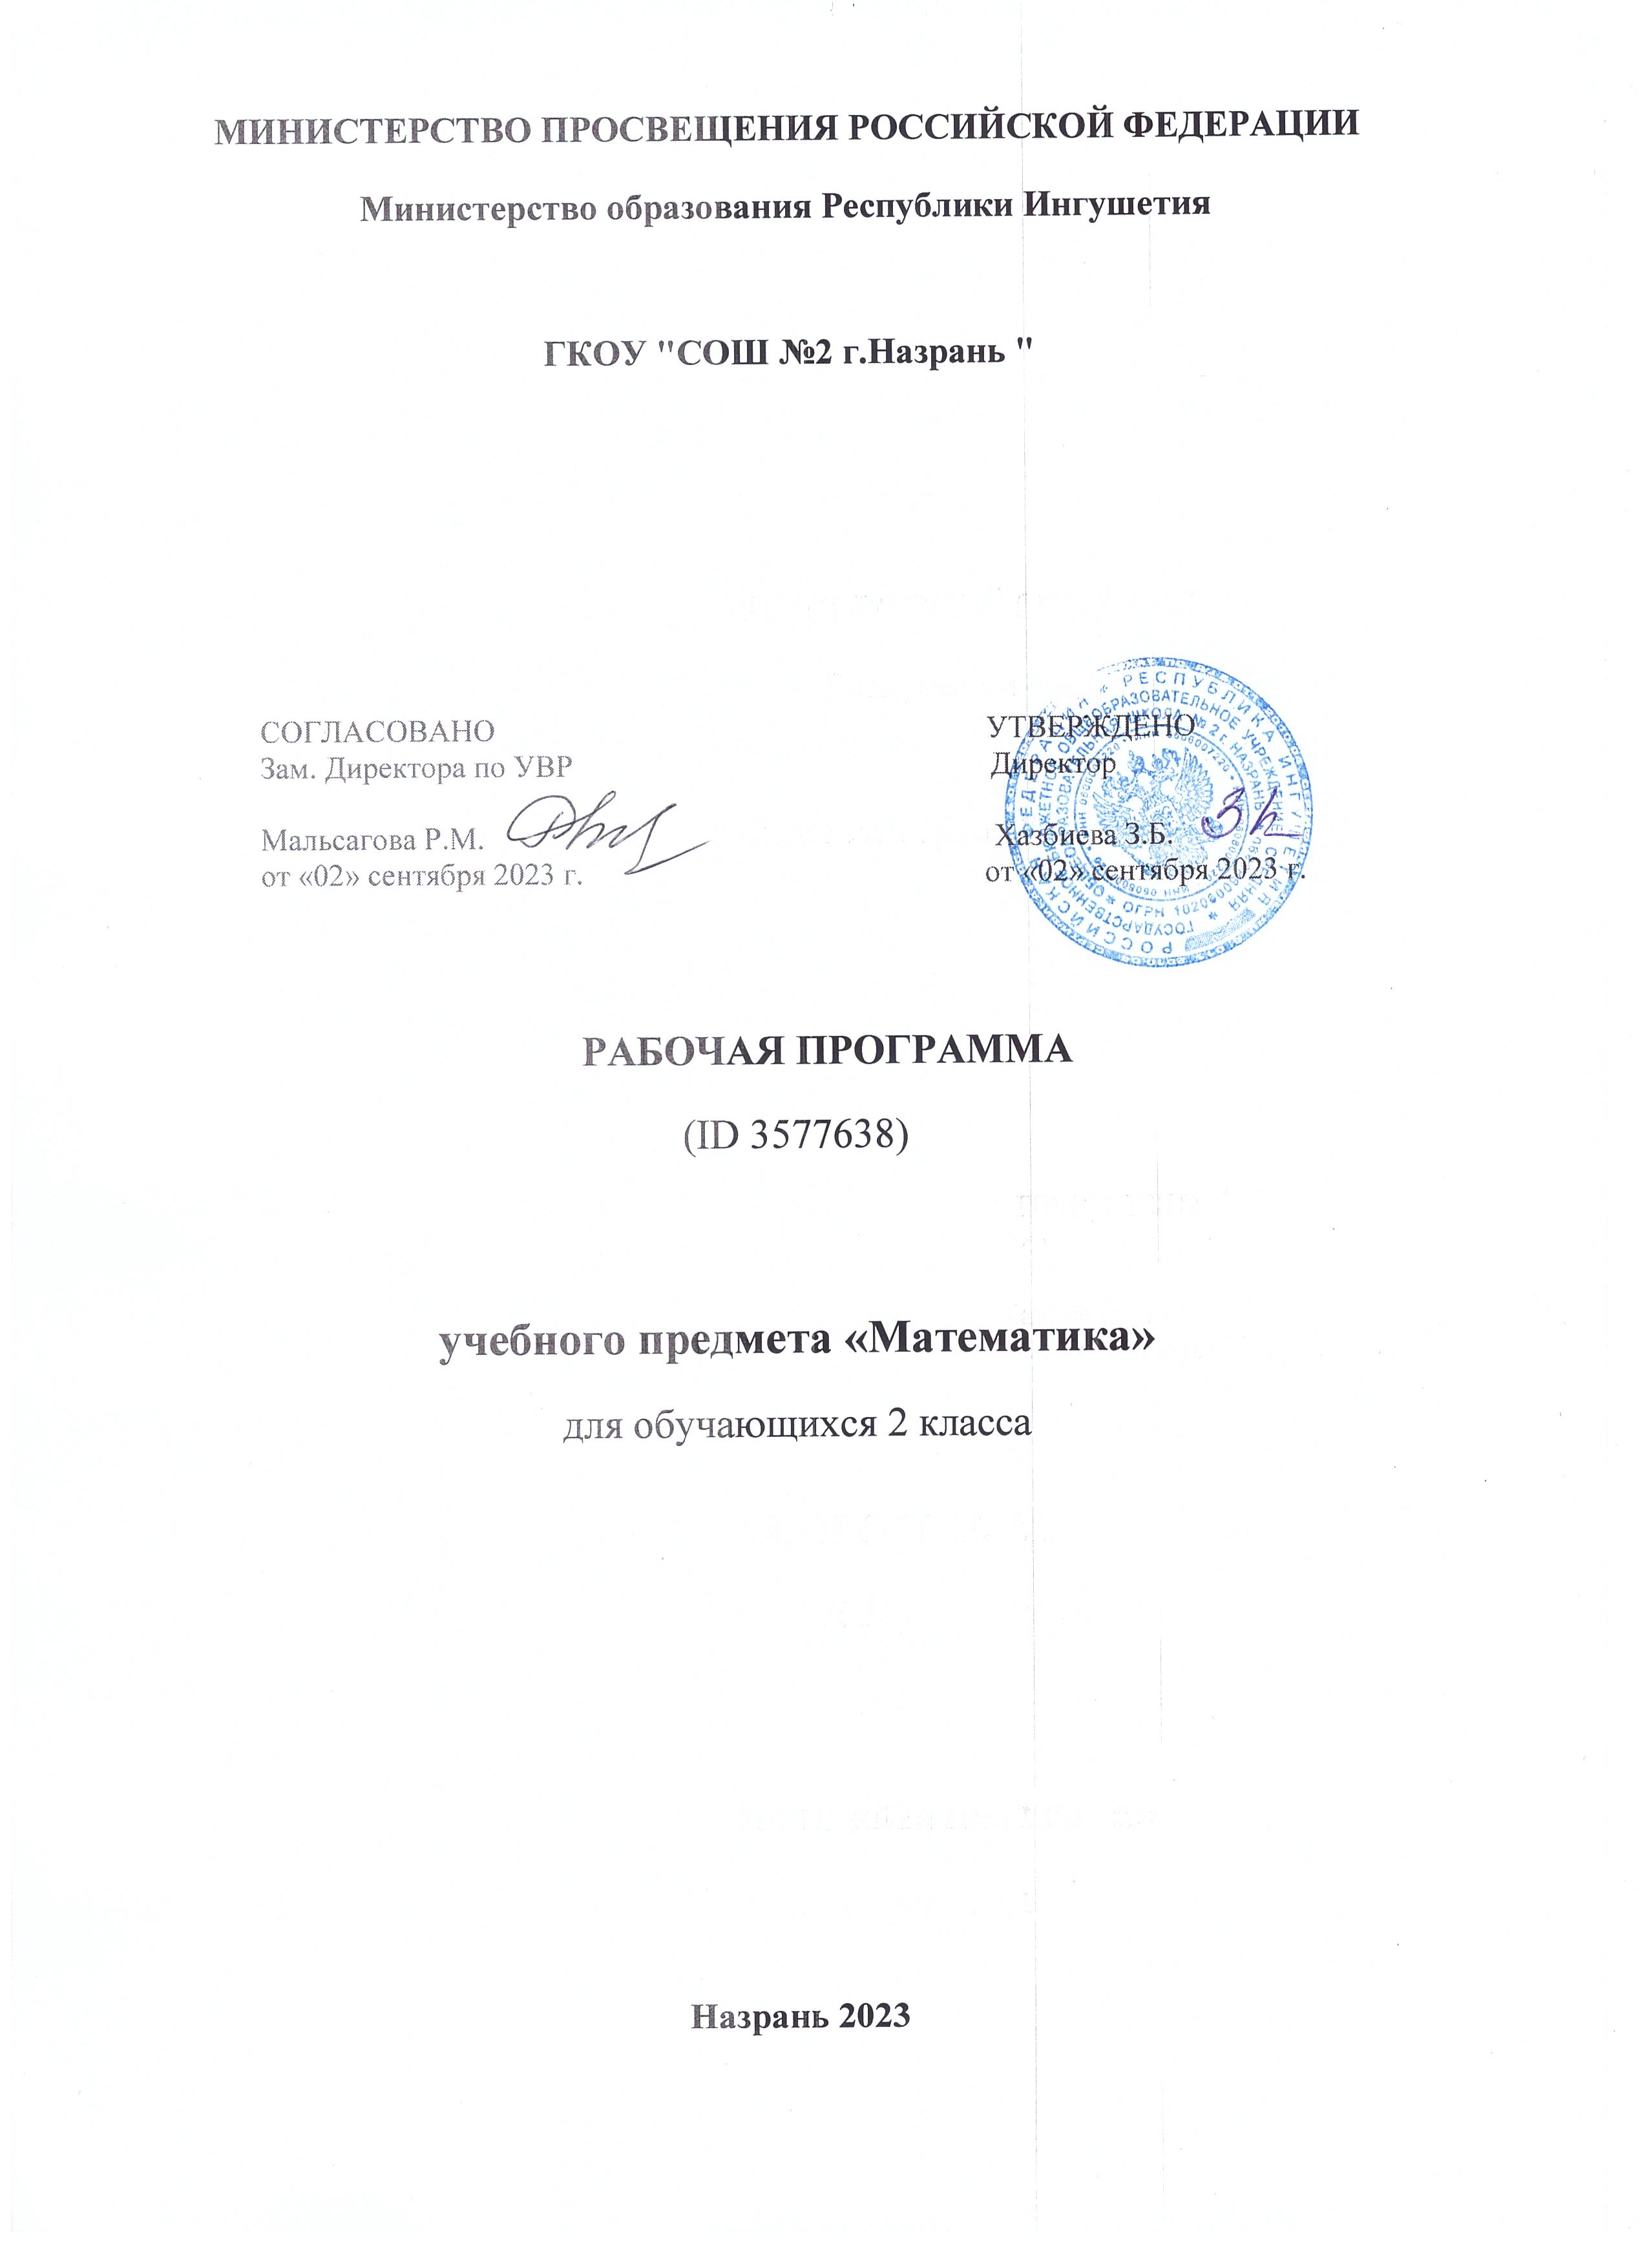 МИНИСТЕРСТВО ПРОСВЕЩЕНИЯ РОССИЙСКОЙ ФЕДЕРАЦИИ
Министерство образования Республики Ингушетия
ГКОУ "СОШ №2 г.Назрань "
СОГЛАСОВАНО
Зам. Директора по УВР
Мальсагова Р.М.
от «02» сентября 2023 г.
УТВЕРЖДЕНО
Директор
Хазбиева З.Б.
от «02» сентября 2023 г.
РЕСПУБЛИКА ИНГУШЕТИЯ
РАБОЧАЯ ПРОГРАММА
(ID 3577638)
учебного предмета «Математика»
для обучающихся 2 класса
Назрань 2023